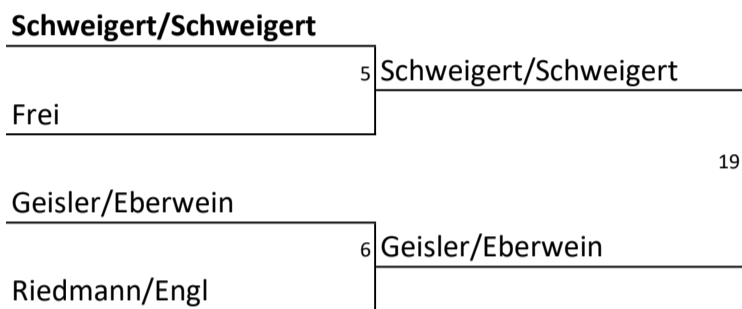 Schweigert/Schweigert
5 Schweigert/Schweigert
Frei
19
Geisler/Eberwein
6 Geisler/Eberwein
Riedmann/Engl